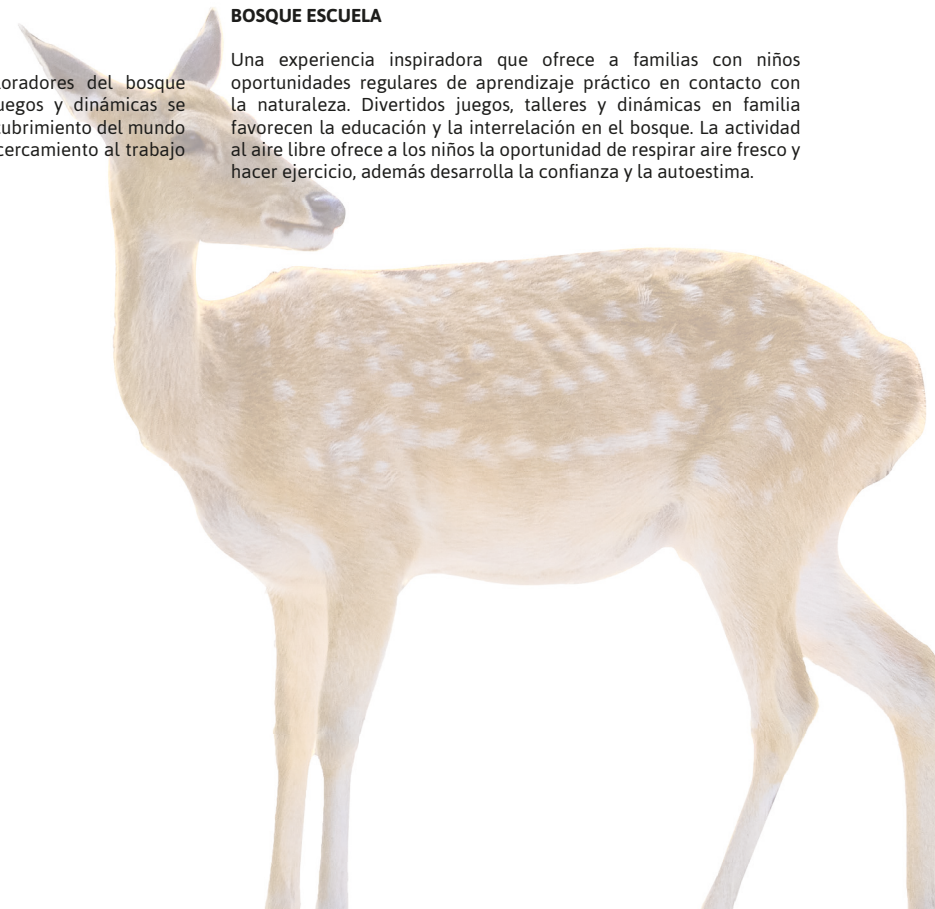 loradores del bosque
uegos y dinámicas se
cubrimiento del mundo
cercamiento al trabajo
BOSQUE ESCUELA
Una experiencia inspiradora que ofrece a familias con niños
oportunidades regulares de aprendizaje práctico en contacto con
la naturaleza. Divertidos juegos, talleres y dinámicas en familia
favorecen la educación y la interrelación en el bosque. La actividad
al aire libre ofrece a los niños la oportunidad de respirar aire fresco y
hacer ejercicio, además desarrolla la confianza y la autoestima.